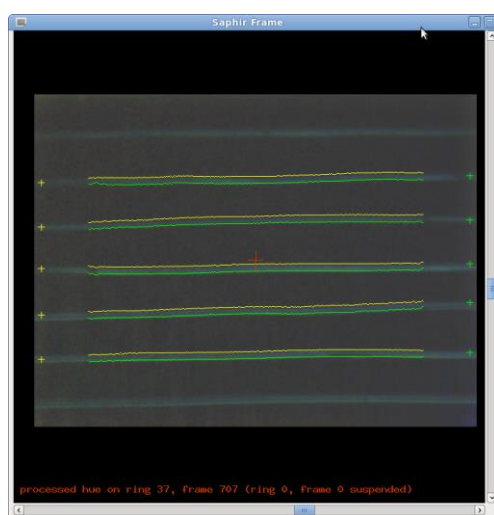 Saphir Frame
processed hue on ring 37, frame 707 (ring 0, frame 0 suspended)